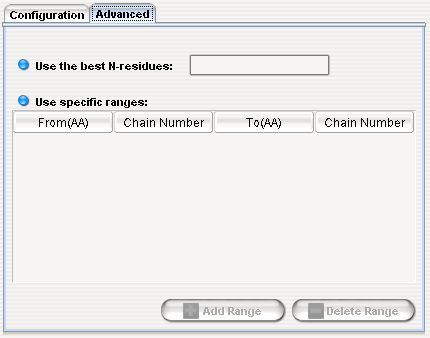 Configuration Advanced
Use the best N-residues:
Use specific ranges:
From(AA) Chain Number To(AA) Chain Number
Add Range Delete Range